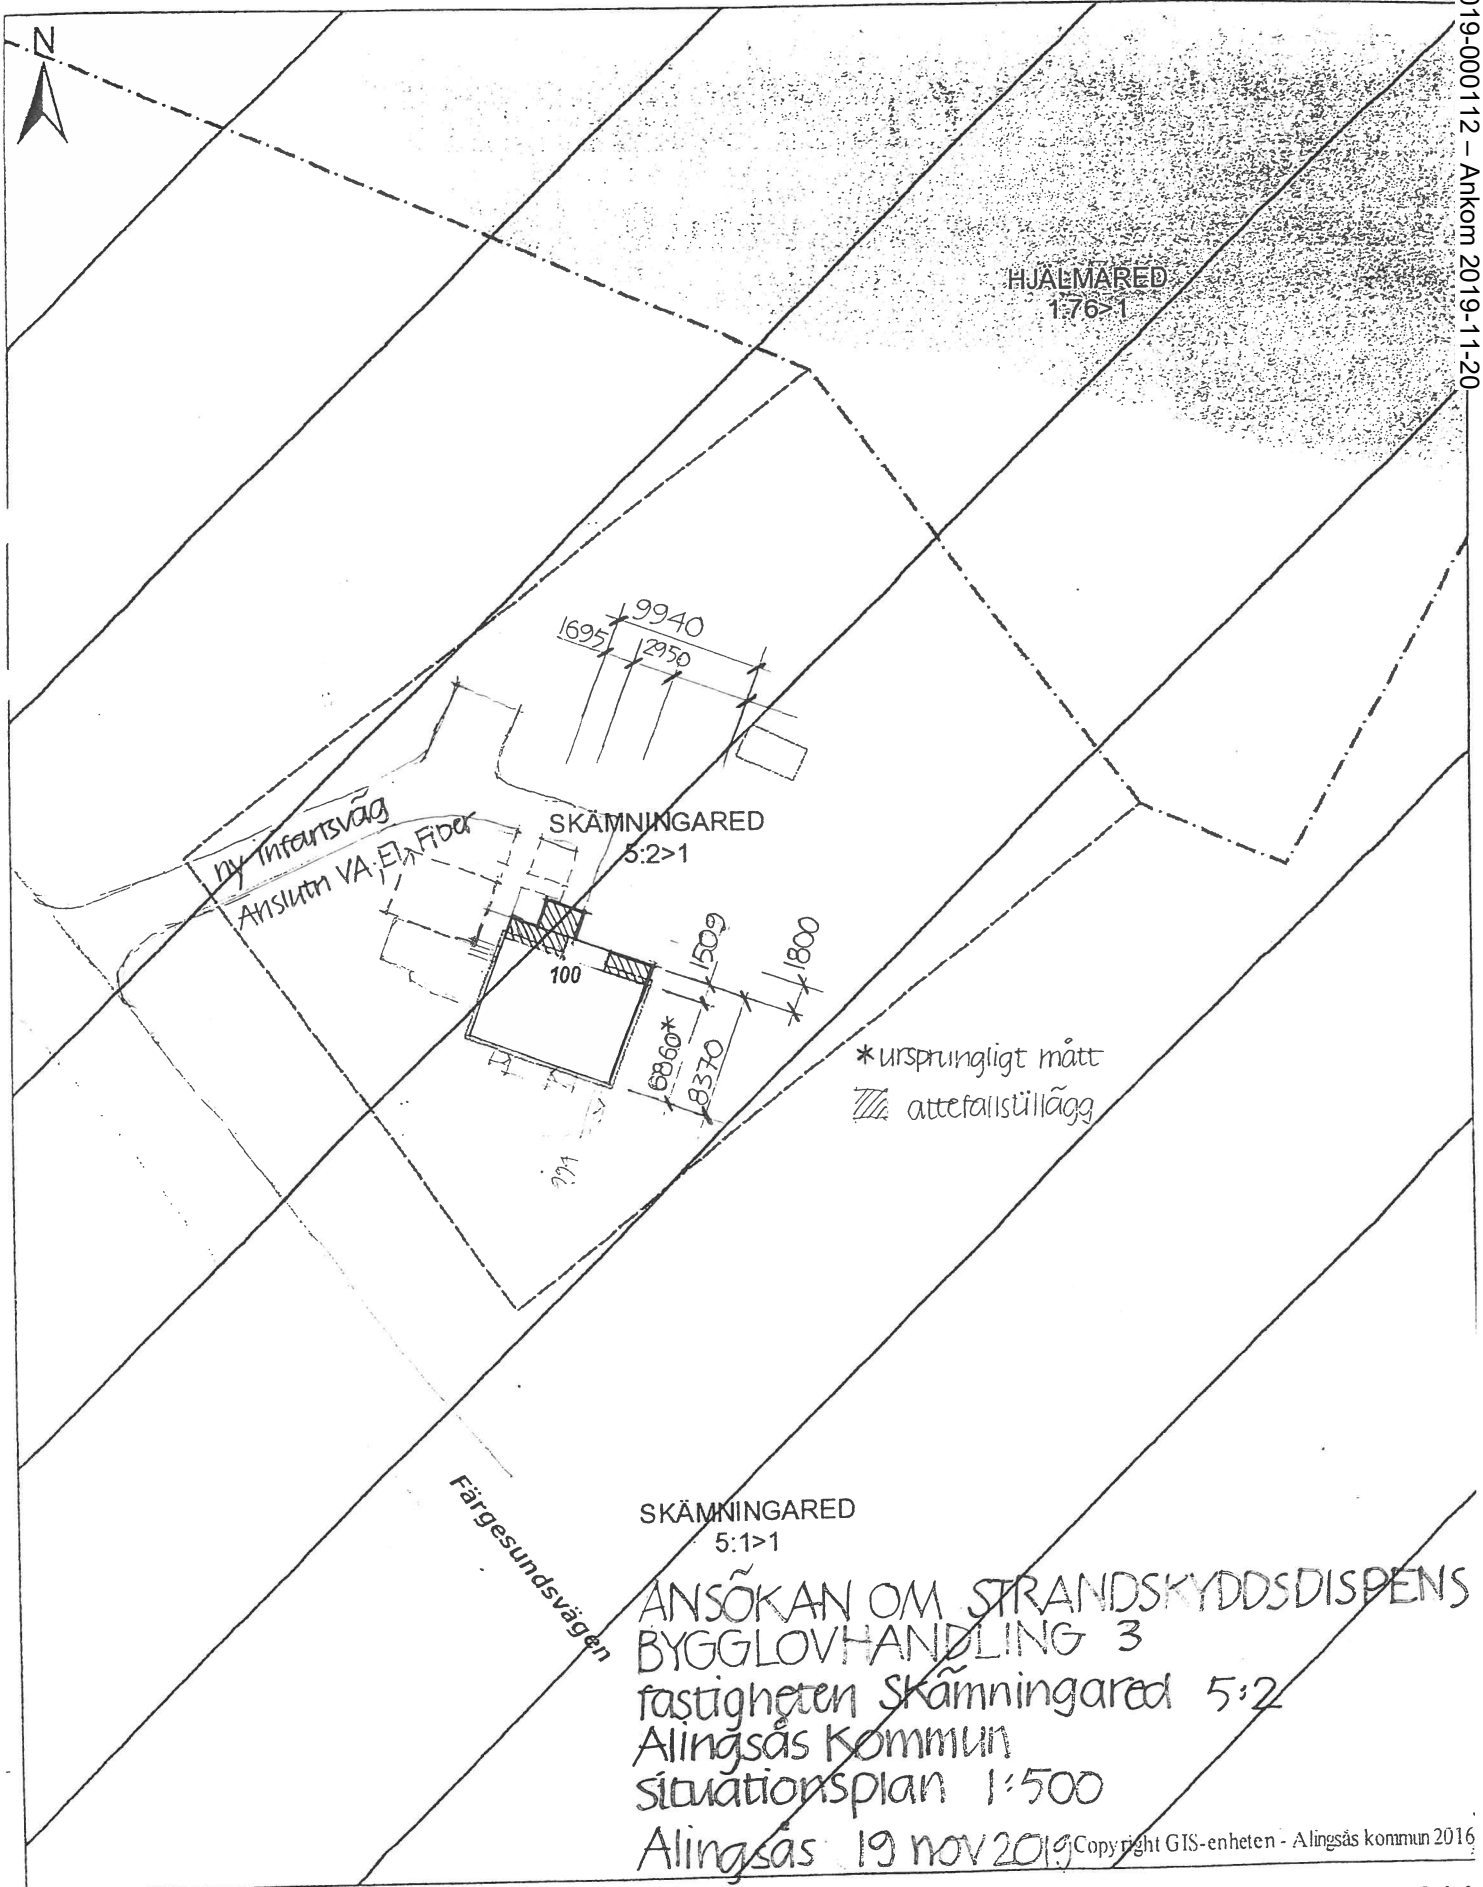 019-000112 – Ankom 2019-11-20
N
HJÄLMARED
1:76>1
9940
1695
2950
ny infartsväg
Anslutn VA, El, Fiber
SKÄMNINGARED
5:2>1
100
1509
1800
6860*
8370
*ursprungligt mått
attefallstillägg
Färgesundsvägen
SKÄMNINGARED
5:1>1
ANSÖKAN OM STRANDSKYDDSDISPENS
BYGGLOVHANDLING 3
fastigheten Skämningared 5:2
Alingsås Kommun
situationsplan 1:500
Alingsås 19 nov 2019
Copyright GIS-enheten - Alingsås kommun 2016